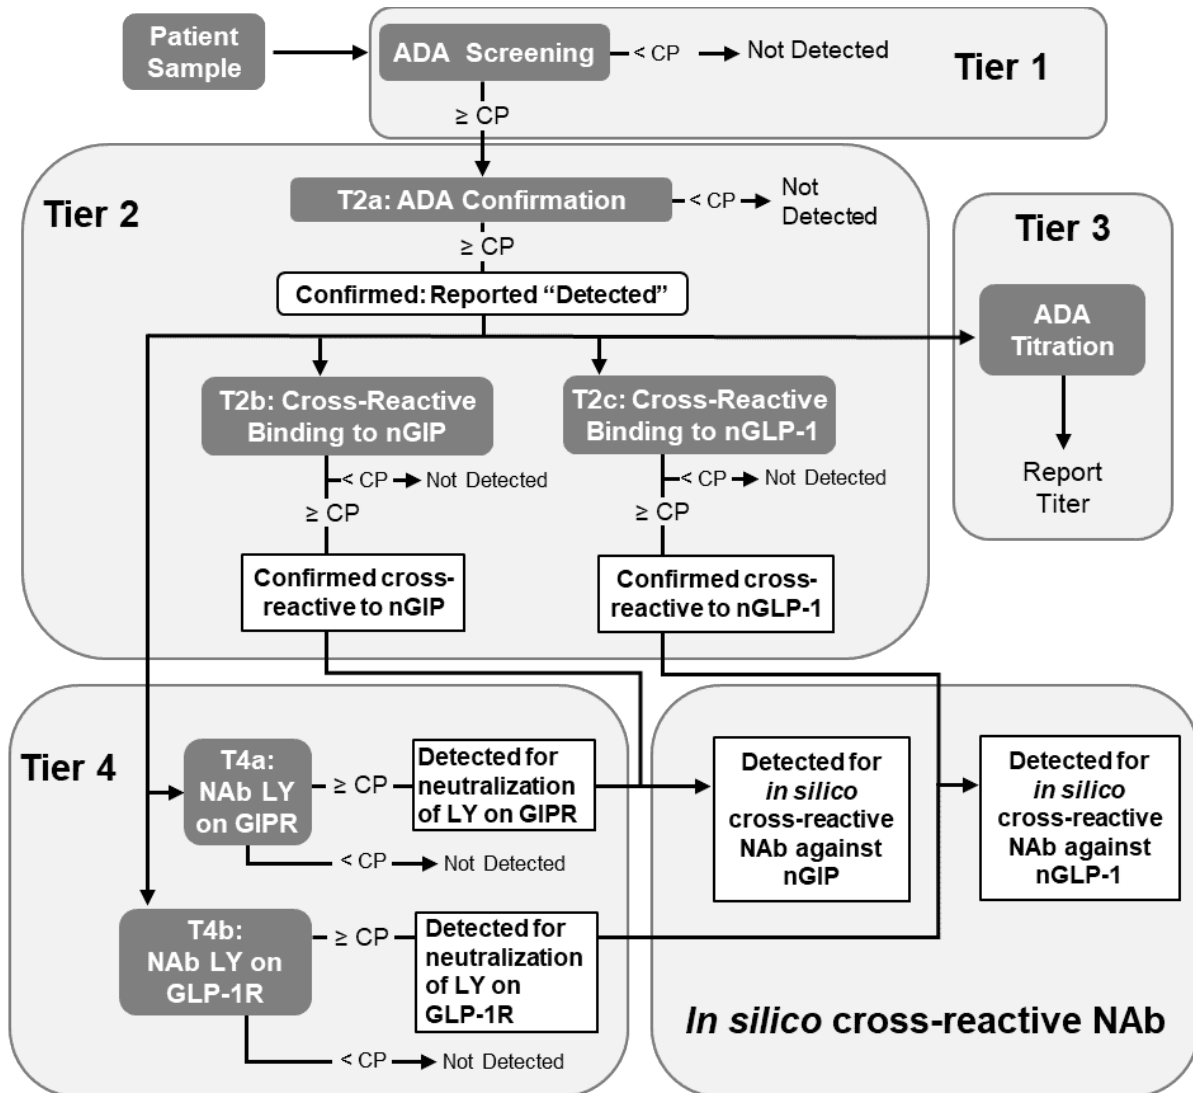 Patient
Sample
ADA Screening
< CP
Not Detected
Tier 1
≥ CP
Tier 2
T2a: ADA Confirmation
< CP
Not
Detected
≥ CP
Confirmed: Reported “Detected”
Tier 3
ADA
Titration
Report
Titer
T2b: Cross-Reactive
Binding to nGIP
< CP
Not Detected
≥ CP
Confirmed cross-
reactive to nGIP
T2c: Cross-Reactive
Binding to nGLP-1
< CP
Not Detected
≥ CP
Confirmed cross-
reactive to nGLP-1
Tier 4
T4a:
NAb LY
on GIPR
≥ CP
Detected for
neutralization
of LY on GIPR
< CP
Not Detected
T4b:
NAb LY on
GLP-1R
≥ CP
Detected for
neutralization
of LY on
GLP-1R
< CP
Not Detected
Detected for
in silico
cross-reactive
NAb against
nGIP
Detected for
in silico
cross-reactive
NAb against
nGLP-1
In silico cross-reactive NAb